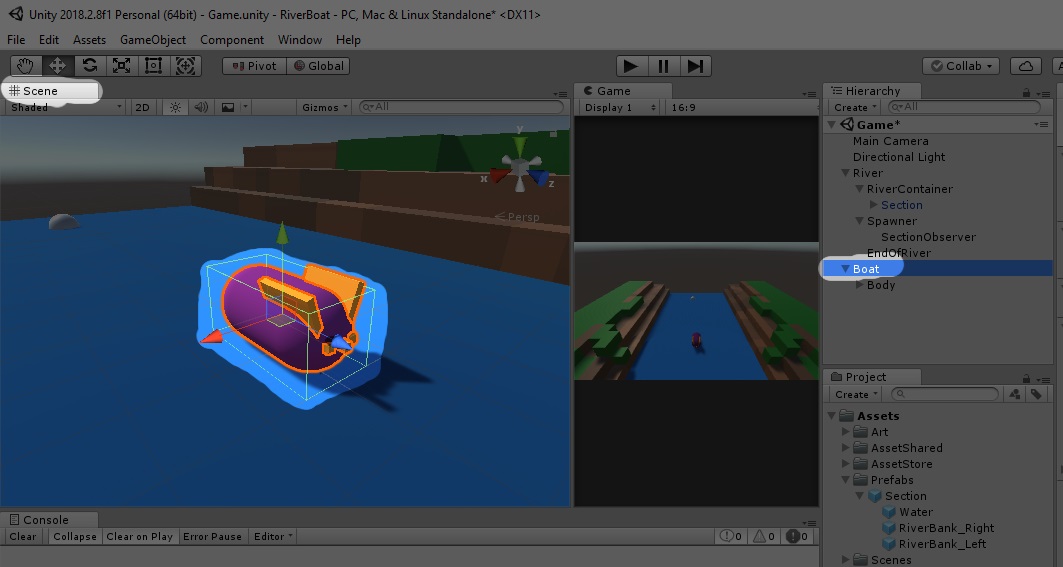 Unity 2018.2.8f1 Personal (64bit) - Game.unity - RiverBoat - PC, Mac & Linux Standalone* <DX11>
File Edit Assets GameObject Component Window Help
Pivot Global Collab
Scene
Shaded 2D Gizmos All
y
x
z
Persp
Game
Display 1 16:9
Hierarchy
Create All
Game*
Main Camera
Directional Light
River
RiverContainer
Section
Spawner
SectionObserver
EndOfRiver
Boat
Body
Project
Create
Assets
Art
AssetShared
AssetStore
Prefabs
Section
Water
RiverBank_Right
RiverBank_Left
Scenes
Console
Clear Collapse Clear on Play Error Pause Editor 0 0 0